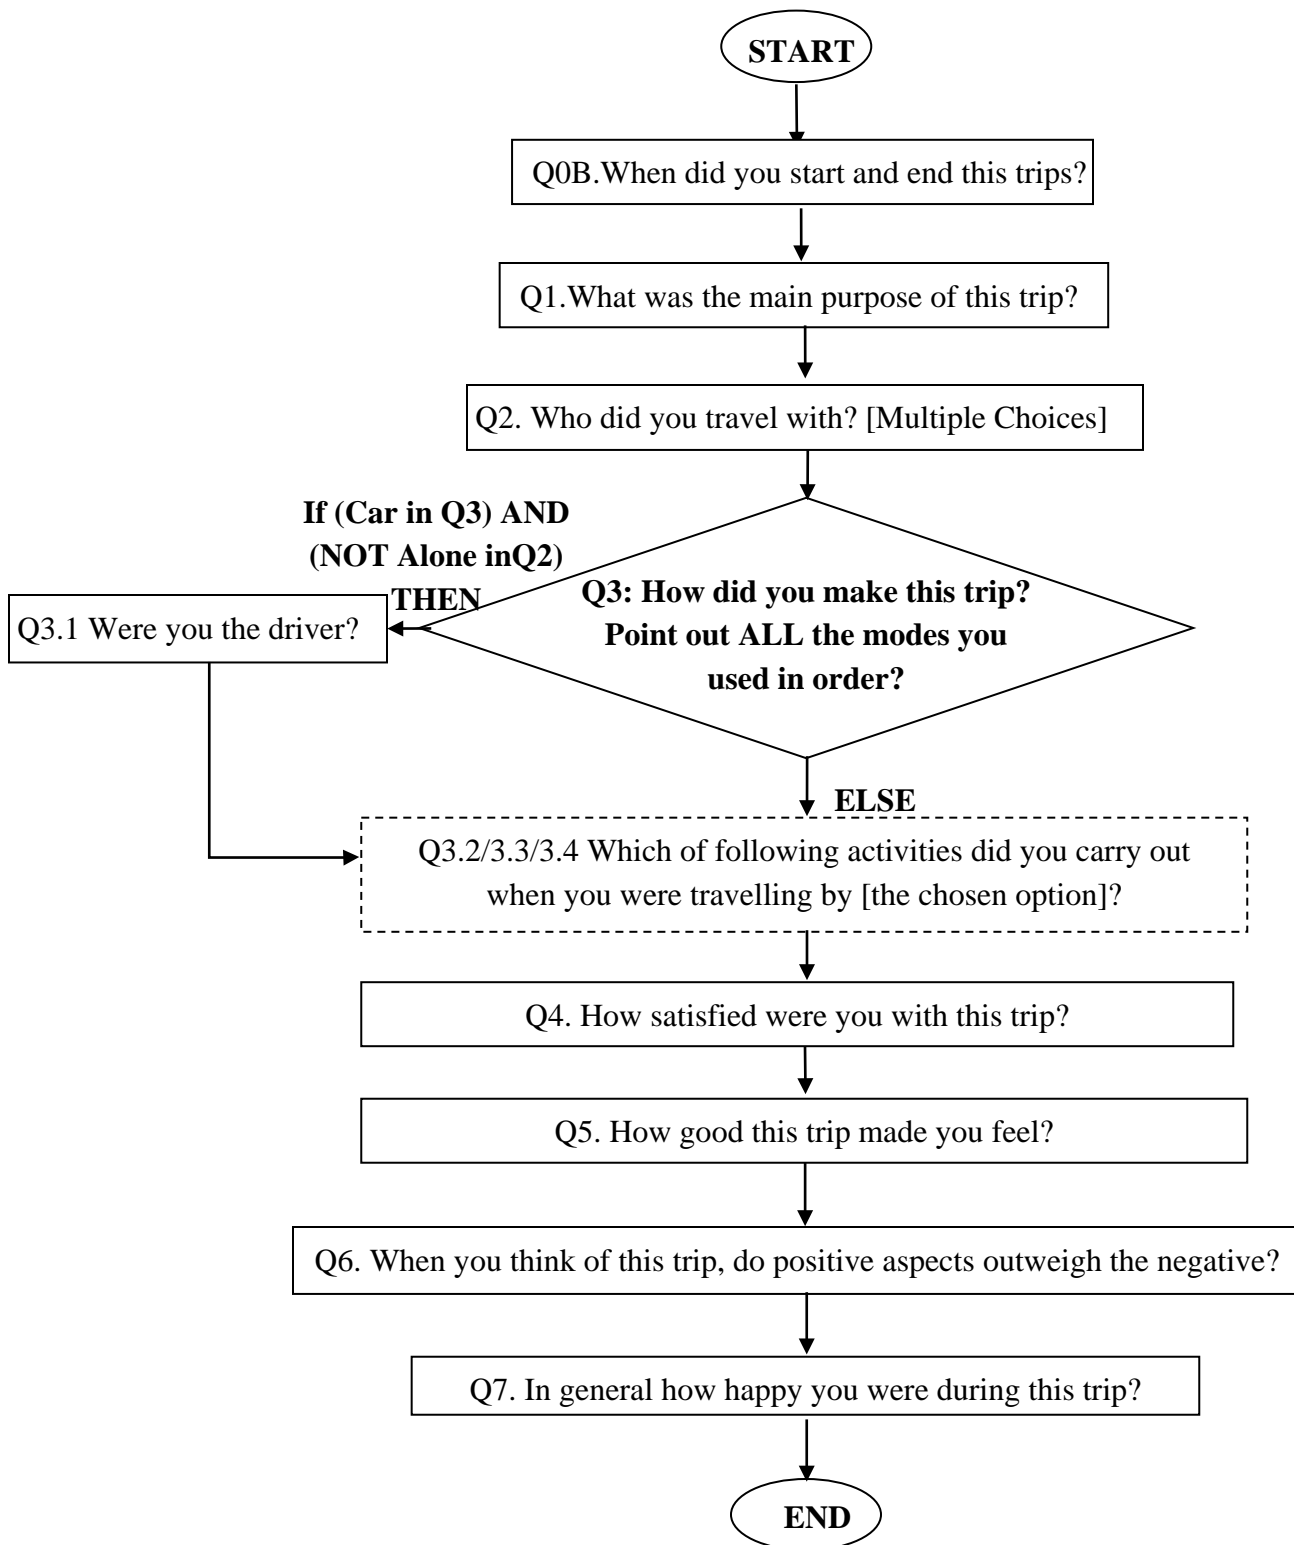 START
Q0B.When did you start and end this trips?
Q1.What was the main purpose of this trip?
Q2. Who did you travel with? [Multiple Choices]
If (Car in Q3) AND
(NOT Alone inQ2)
THEN
Q3: How did you make this trip?
Point out ALL the modes you
used in order?
Q3.1 Were you the driver?
ELSE
Q3.2/3.3/3.4 Which of following activities did you carry out
when you were travelling by [the chosen option]?
Q4. How satisfied were you with this trip?
Q5. How good this trip made you feel?
Q6. When you think of this trip, do positive aspects outweigh the negative?
Q7. In general how happy you were during this trip?
END